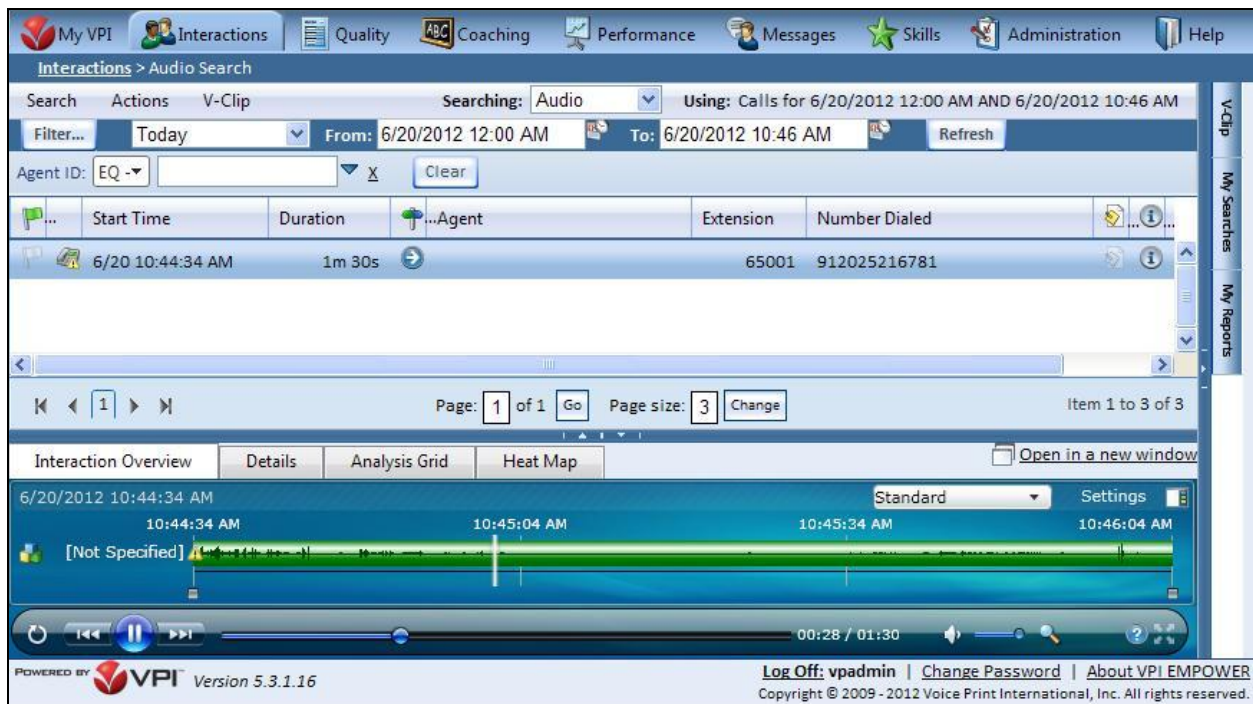 My VPI Interactions Quality ABC Coaching Performance Messages Skills Administration Help
Interactions > Audio Search
Search Actions V-Clip Searching: Audio Using: Calls for 6/20/2012 12:00 AM AND 6/20/2012 10:46 AM
Filter... Today From: 6/20/2012 12:00 AM To: 6/20/2012 10:46 AM Refresh
Agent ID: EQ - X Clear
... Start Time Duration ...Agent Extension Number Dialed ... ...
6/20 10:44:34 AM 1m 30s 65001 912025216781
1 Page: 1 of 1 Go Page size: 3 Change Item 1 to 3 of 3
V-Clip
My Searches
My Reports
Interaction Overview Details Analysis Grid Heat Map Open in a new window
6/20/2012 10:44:34 AM Standard Settings
10:44:34 AM 10:45:04 AM 10:45:34 AM 10:46:04 AM
[Not Specified]
00:28 / 01:30 ?
POWERED BY VPI Version 5.3.1.16 Log Off: vpadmin | Change Password | About VPI EMPOWER
Copyright © 2009 - 2012 Voice Print International, Inc. All rights reserved.